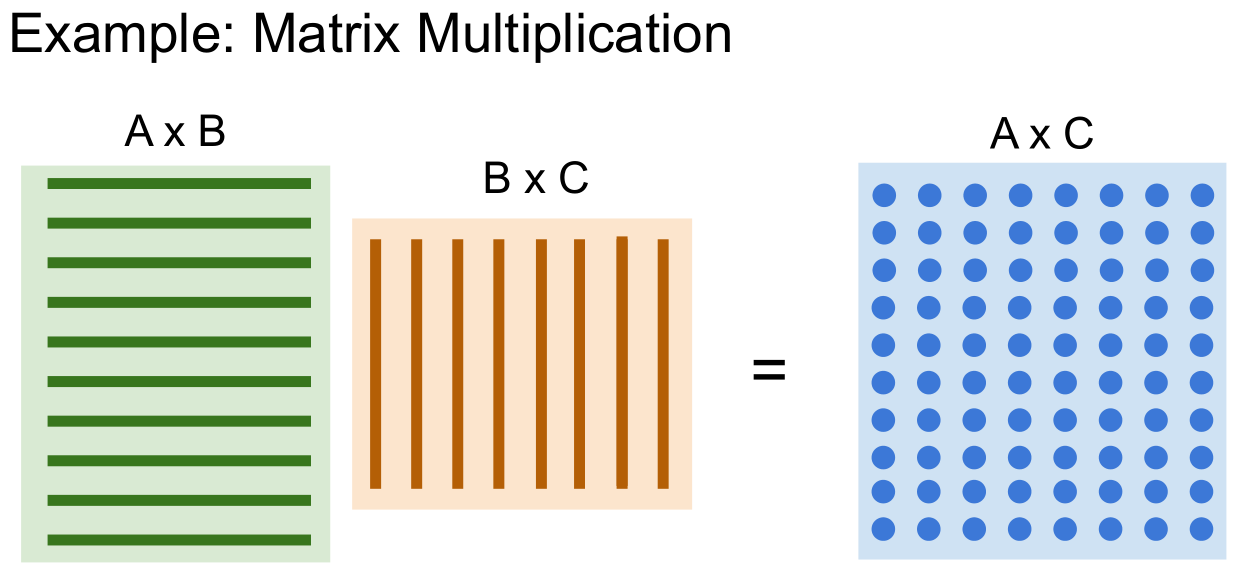 Example: Matrix Multiplication
A x B
B x C
=
A x C